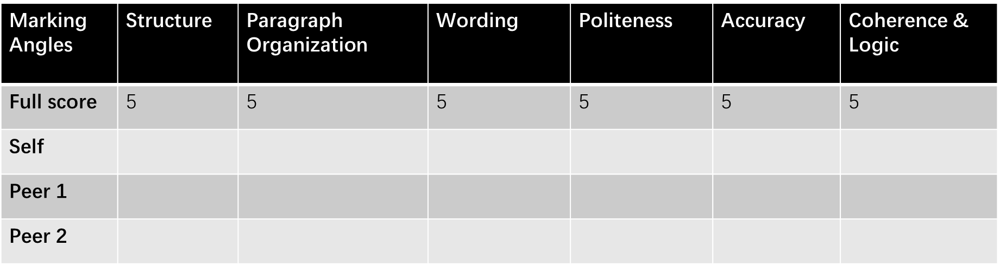 Marking Angles
Structure
Paragraph Organization
Wording
Politeness
Accuracy
Coherence & Logic
Full score 5 5 5 5 5 5
Self
Peer 1
Peer 2